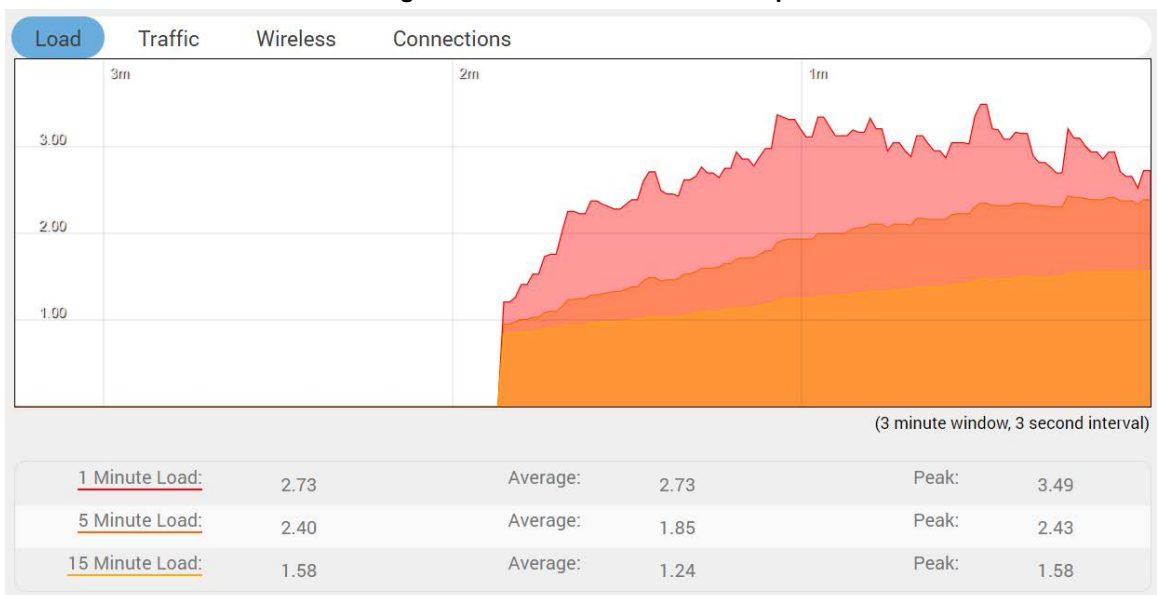 Load Traffic Wireless Connections
3m 2m 1m
3.00
2.00
1.00
(3 minute window, 3 second interval)
1 Minute Load: 2.73 Average: 2.73 Peak: 3.49
5 Minute Load: 2.40 Average: 1.85 Peak: 2.43
15 Minute Load: 1.58 Average: 1.24 Peak: 1.58